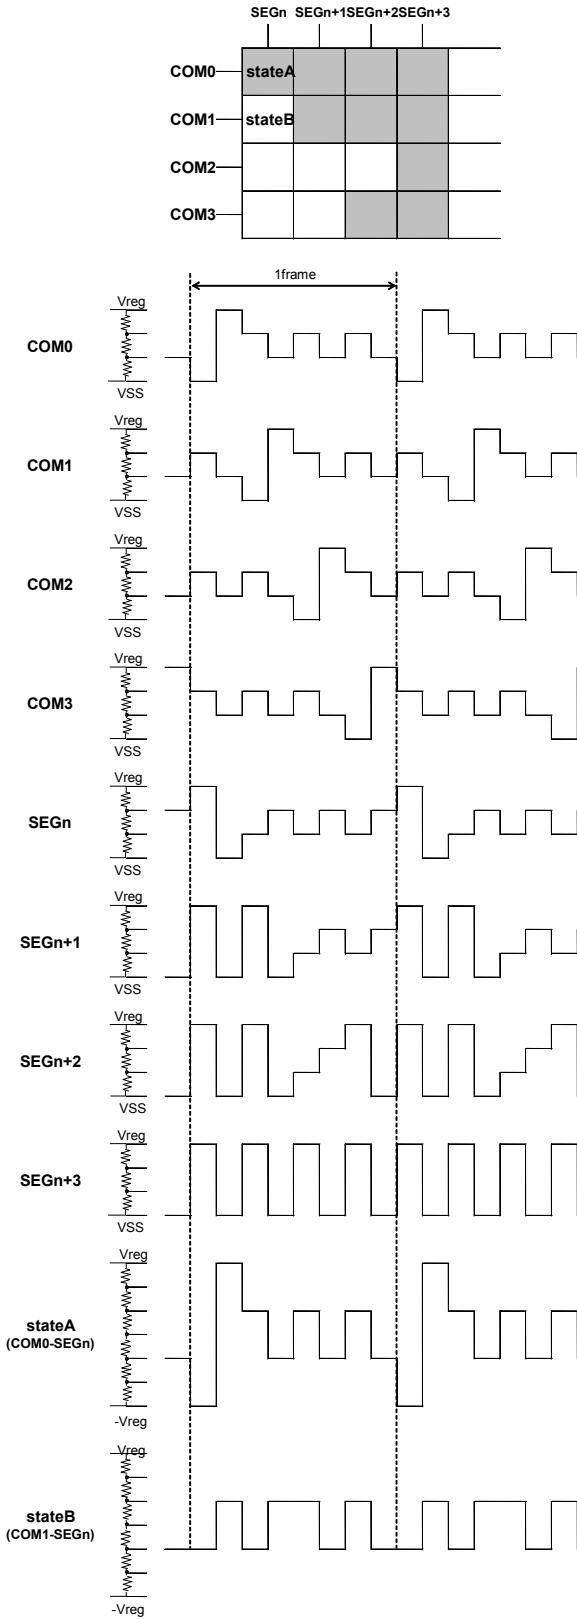 SEGn SEGn+1SEGn+2SEGn+3
COM0 stateA
COM1 stateB
COM2
COM3
1frame
Vreg
COM0
VSS
Vreg
COM1
VSS
Vreg
COM2
VSS
Vreg
COM3
VSS
Vreg
SEGn
VSS
Vreg
SEGn+1
VSS
Vreg
SEGn+2
VSS
Vreg
SEGn+3
VSS
Vreg
stateA
(COM0-SEGn)
-Vreg
Vreg
stateB
(COM1-SEGn)
-Vreg